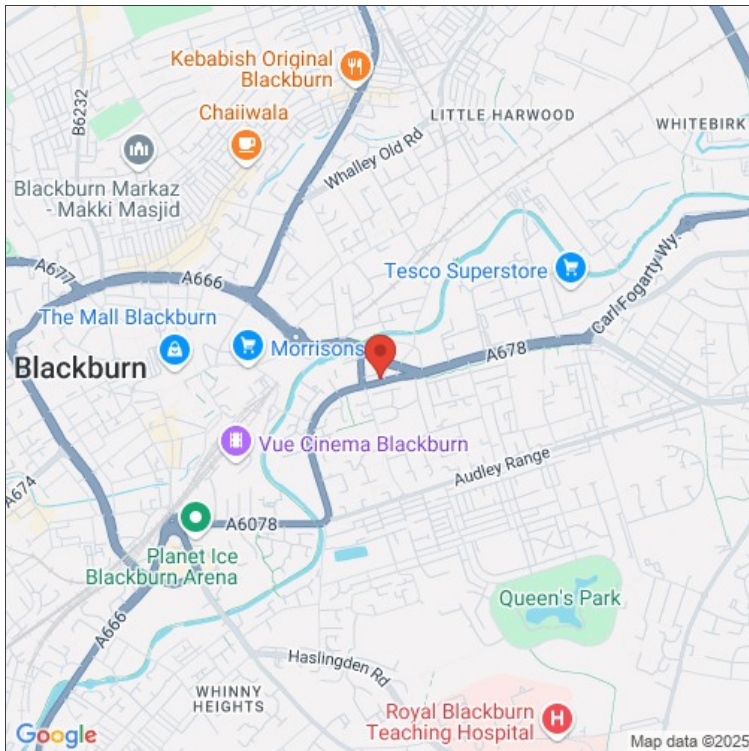 Kebabish Original
Blackburn
LITTLE HARWOOD
B6232
Chaiiwala
WHITEBIRK
Whalley Old Rd
Blackburn Markaz
- Makki Masjid
A677
A666
Tesco Superstore
Carl Fogarty Wy.
The Mall Blackburn
Morrisons
A678
Blackburn
Vue Cinema Blackburn
Audley Range
A674
A6078
Planet Ice
Blackburn Arena
Queen's Park
A666
Haslingden Rd
WHINNY
HEIGHTS
Royal Blackburn
Teaching Hospital
H
Google
Map data ©2025